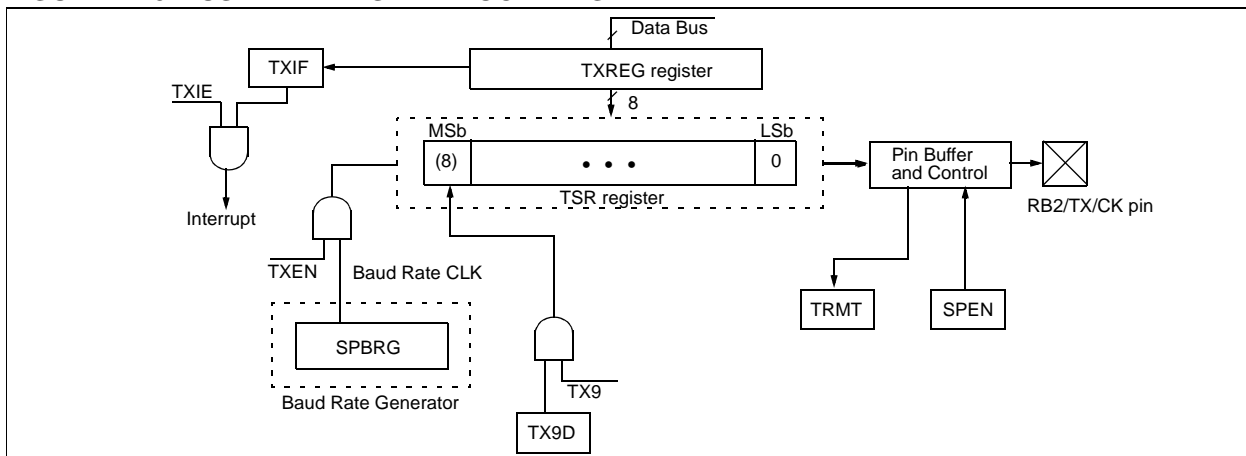 Data Bus
TXIF
TXREG register
TXIE
8
MSb
LSb
(8)
• • •
0
Pin Buffer
and Control
TSR register
Interrupt
RB2/TX/CK pin
TXEN
Baud Rate CLK
TRMT
SPEN
SPBRG
TX9
Baud Rate Generator
TX9D